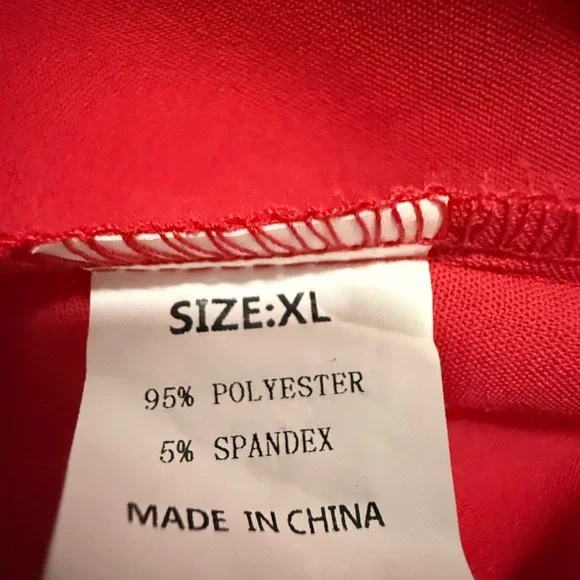 SIZE:XL
95% POLYESTER
5% SPANDEX
MADE IN CHINA